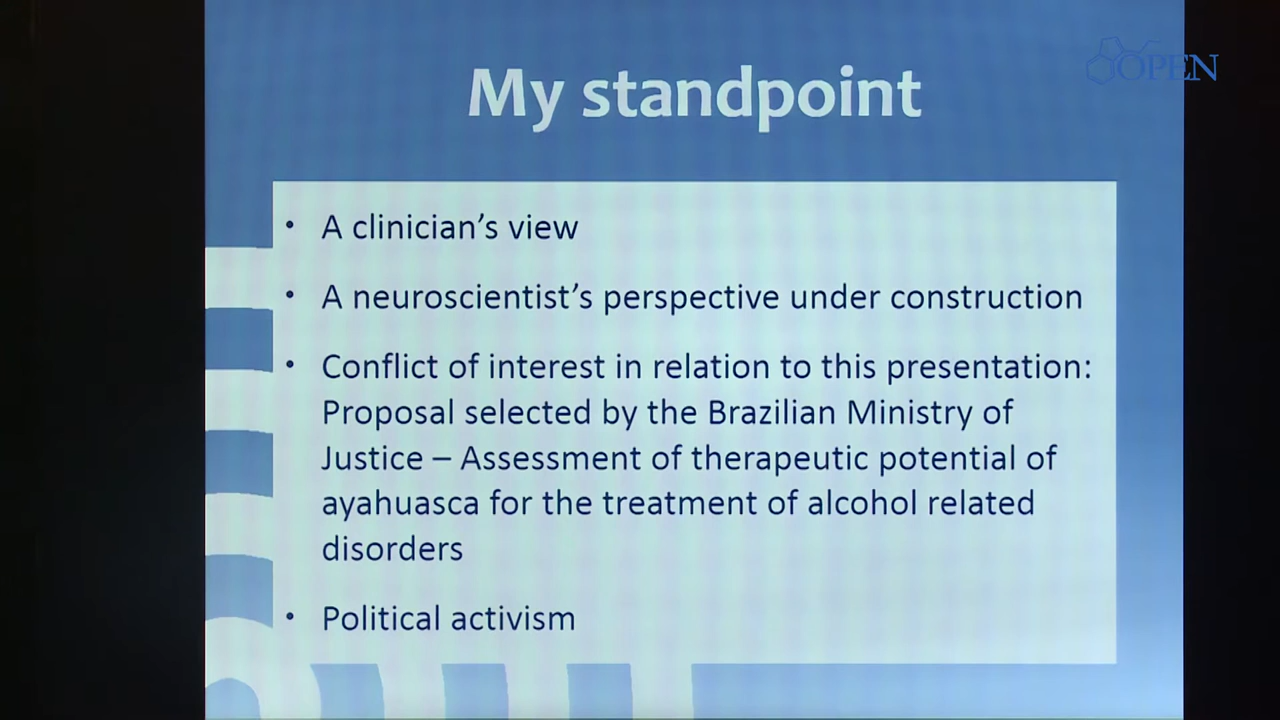 OPEN
My standpoint
• A clinician's view
• A neuroscientist's perspective under construction
• Conflict of interest in relation to this presentation:
Proposal selected by the Brazilian Ministry of
Justice – Assessment of therapeutic potential of
ayahuasca for the treatment of alcohol related
disorders
• Political activism